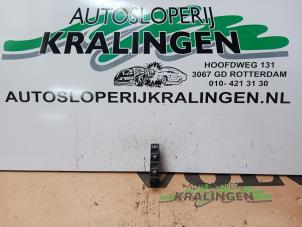 AUTOSLOPERIJ
KRALINGEN
HOOFDWEG 131
3067 GD ROTTERDAM
010- 421 31 30
AUTOSLOPERIJKRALINGEN.NL
KRALINGEN